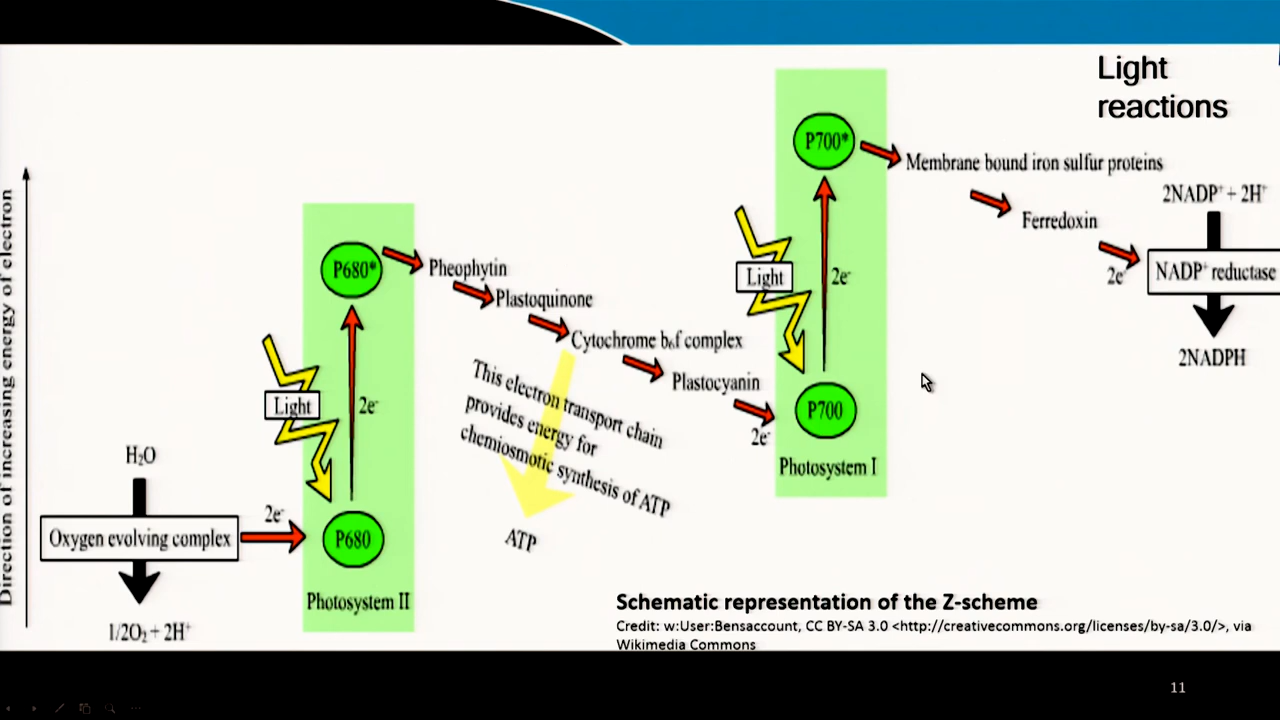 Light
reactions
Direction of increasing energy of electron
H₂O
Oxygen evolving complex
1/2O₂ + 2H⁺
2e⁻
Light
P680*
2e⁻
P680
Photosystem II
Pheophytin
Plastoquinone
Cytochrome b₆f complex
Plastocyanin
2e⁻
This electron transport chain
provides energy for
chemiosmotic synthesis of ATP
ATP
Light
P700*
2e⁻
P700
Photosystem I
Membrane bound iron sulfur proteins
Ferredoxin
2e⁻
2NADP⁺ + 2H⁺
NADP⁺ reductase
2NADPH
Schematic representation of the Z-scheme
Credit: w:User:Bensaccount, CC BY-SA 3.0 <http://creativecommons.org/licenses/by-sa/3.0/>, via
Wikimedia Commons
11